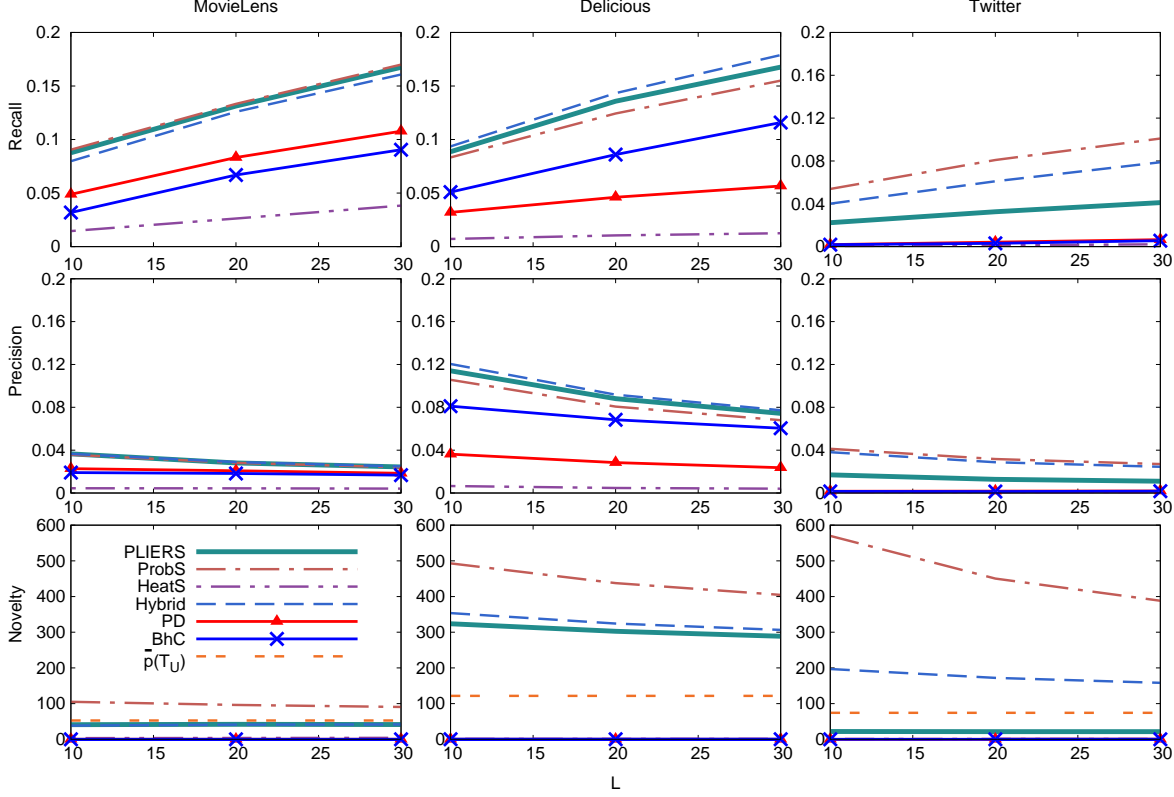 MovieLens Delicious Twitter
Recall
0.2 0.15 0.1 0.05 0
10 15 20 25 30
0.2 0.15 0.1 0.05 0
10 15 20 25 30
0.2 0.16 0.12 0.08 0.04 0
10 15 20 25 30
Precision
0.2 0.16 0.12 0.08 0.04 0
10 15 20 25 30
0.2 0.16 0.12 0.08 0.04 0
10 15 20 25 30
0.2 0.16 0.12 0.08 0.04 0
10 15 20 25 30
Novelty
600 500 400 300 200 100 0
PLIERS
ProbS
HeatS
Hybrid
PD
BhC
p̄(T_U)
10 15 20 25 30
600 500 400 300 200 100 0
10 15 20 25 30
600 500 400 300 200 100 0
10 15 20 25 30
L